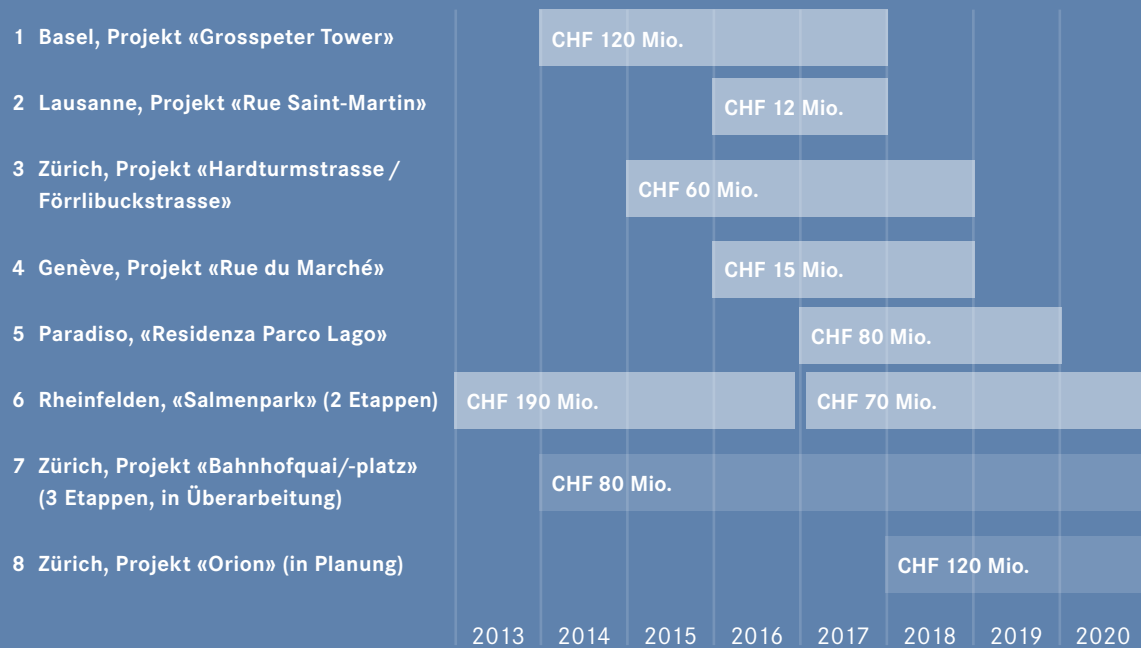 1 Basel, Projekt «Grosspeter Tower» CHF 120 Mio.
2 Lausanne, Projekt «Rue Saint-Martin» CHF 12 Mio.
3 Zürich, Projekt «Hardturmstrasse /
Förrlibuckstrasse» CHF 60 Mio.
4 Genève, Projekt «Rue du Marché» CHF 15 Mio.
5 Paradiso, «Residenza Parco Lago» CHF 80 Mio.
6 Rheinfelden, «Salmenpark» (2 Etappen) CHF 190 Mio. CHF 70 Mio.
7 Zürich, Projekt «Bahnhofquai/-platz»
(3 Etappen, in Überarbeitung) CHF 80 Mio.
8 Zürich, Projekt «Orion» (in Planung) CHF 120 Mio.
2013 2014 2015 2016 2017 2018 2019 2020